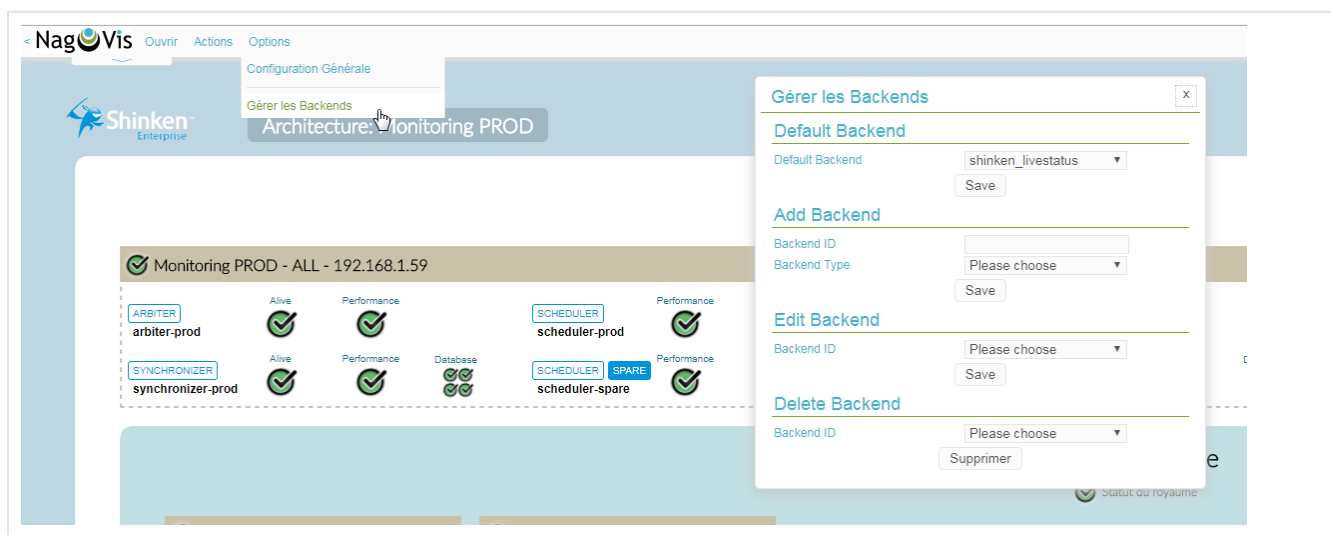 < NagVis Ouvrir Actions Options
Configuration Générale
Gérer les Backends
Shinken
Enterprise
Architecture: Monitoring PROD
Monitoring PROD - ALL - 192.168.1.59
Alive Performance Performance
ARBITER SCHEDULER
arbiter-prod scheduler-prod
Alive Performance Database Performance
SYNCHRONIZER SCHEDULER SPARE
synchronizer-prod scheduler-spare
Gérer les Backends x
Default Backend
Default Backend shinken_livestatus
Save
Add Backend
Backend ID
Backend Type Please choose
Save
Edit Backend
Backend ID Please choose
Save
Delete Backend
Backend ID Please choose
Supprimer
e
Statut du royaume